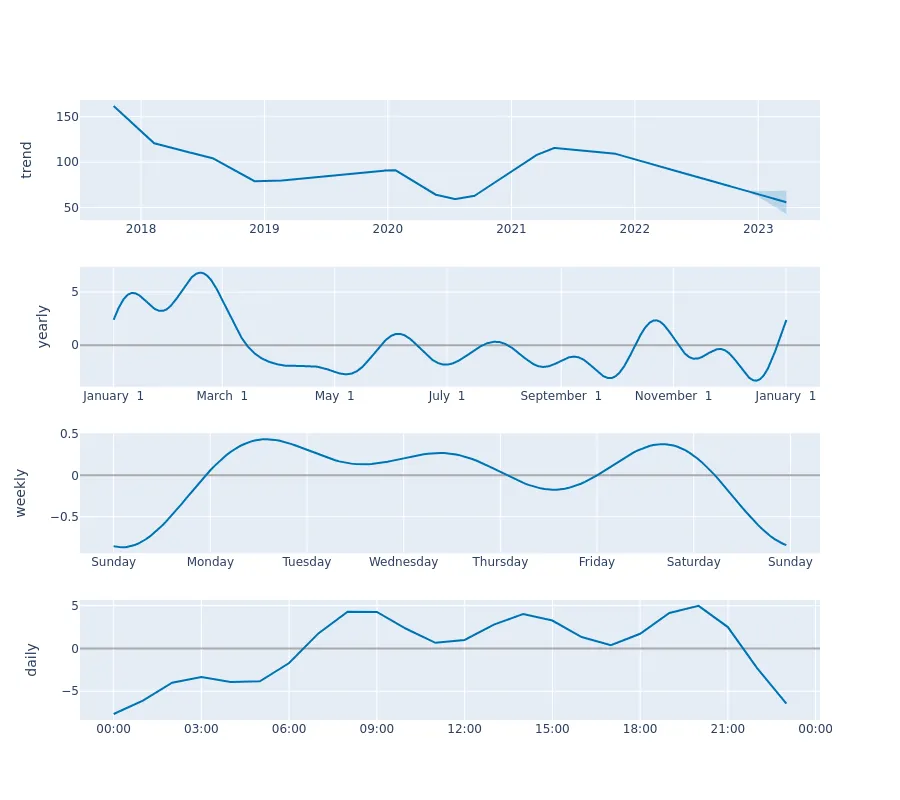 trend
150
100
50
2018 2019 2020 2021 2022 2023
yearly
5
0
January 1 March 1 May 1 July 1 September 1 November 1 January 1
weekly
0.5
0
−0.5
Sunday Monday Tuesday Wednesday Thursday Friday Saturday Sunday
daily
5
0
−5
00:00 03:00 06:00 09:00 12:00 15:00 18:00 21:00 00:00